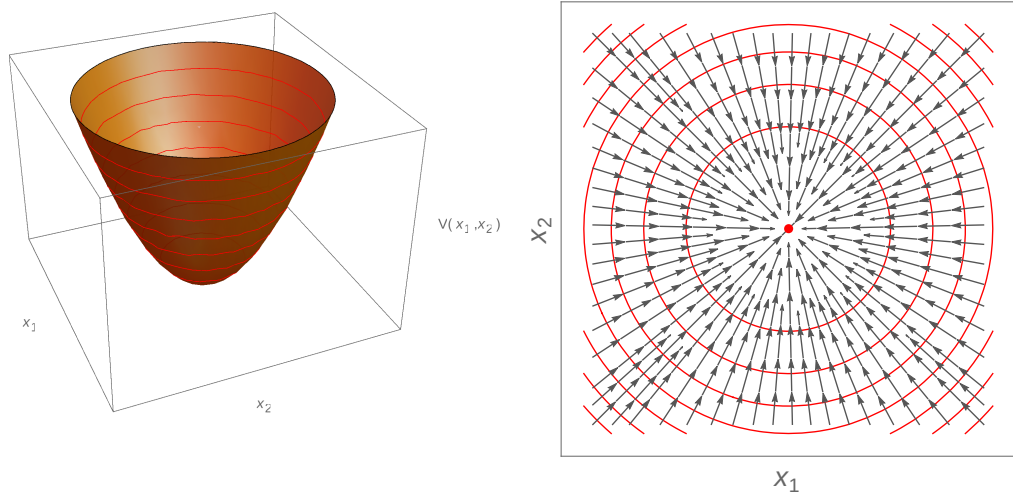 V( x₁ ,x₂ )
x₁
x₂
x₂
x₁